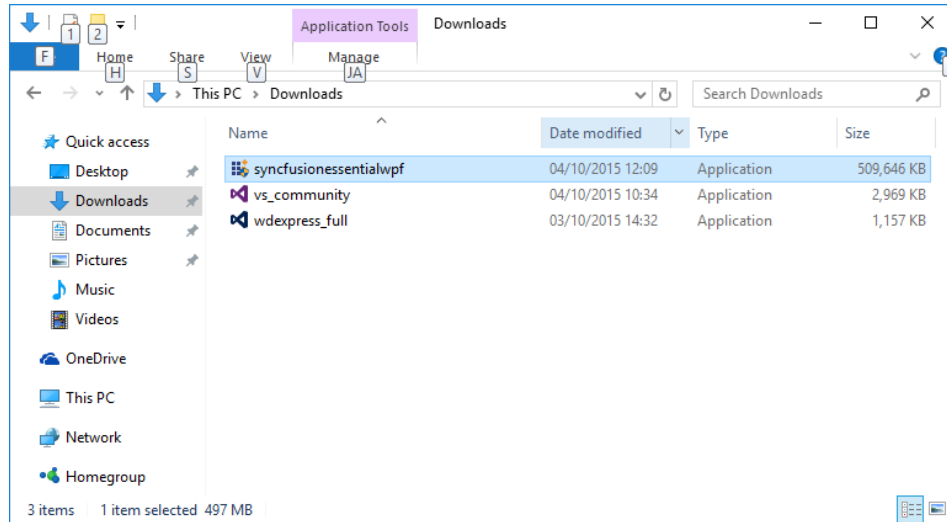 1 2 Application Tools Downloads
F Home Share View Manage
H S V JA
This PC > Downloads Search Downloads
Name Date modified Type Size
Quick access
Desktop
Downloads
Documents
Pictures
Music
Videos
OneDrive
This PC
Network
Homegroup
syncfusionessentialwpf 04/10/2015 12:09 Application 509,646 KB
vs_community 04/10/2015 10:34 Application 2,969 KB
wdexpress_full 03/10/2015 14:32 Application 1,157 KB
3 items 1 item selected 497 MB